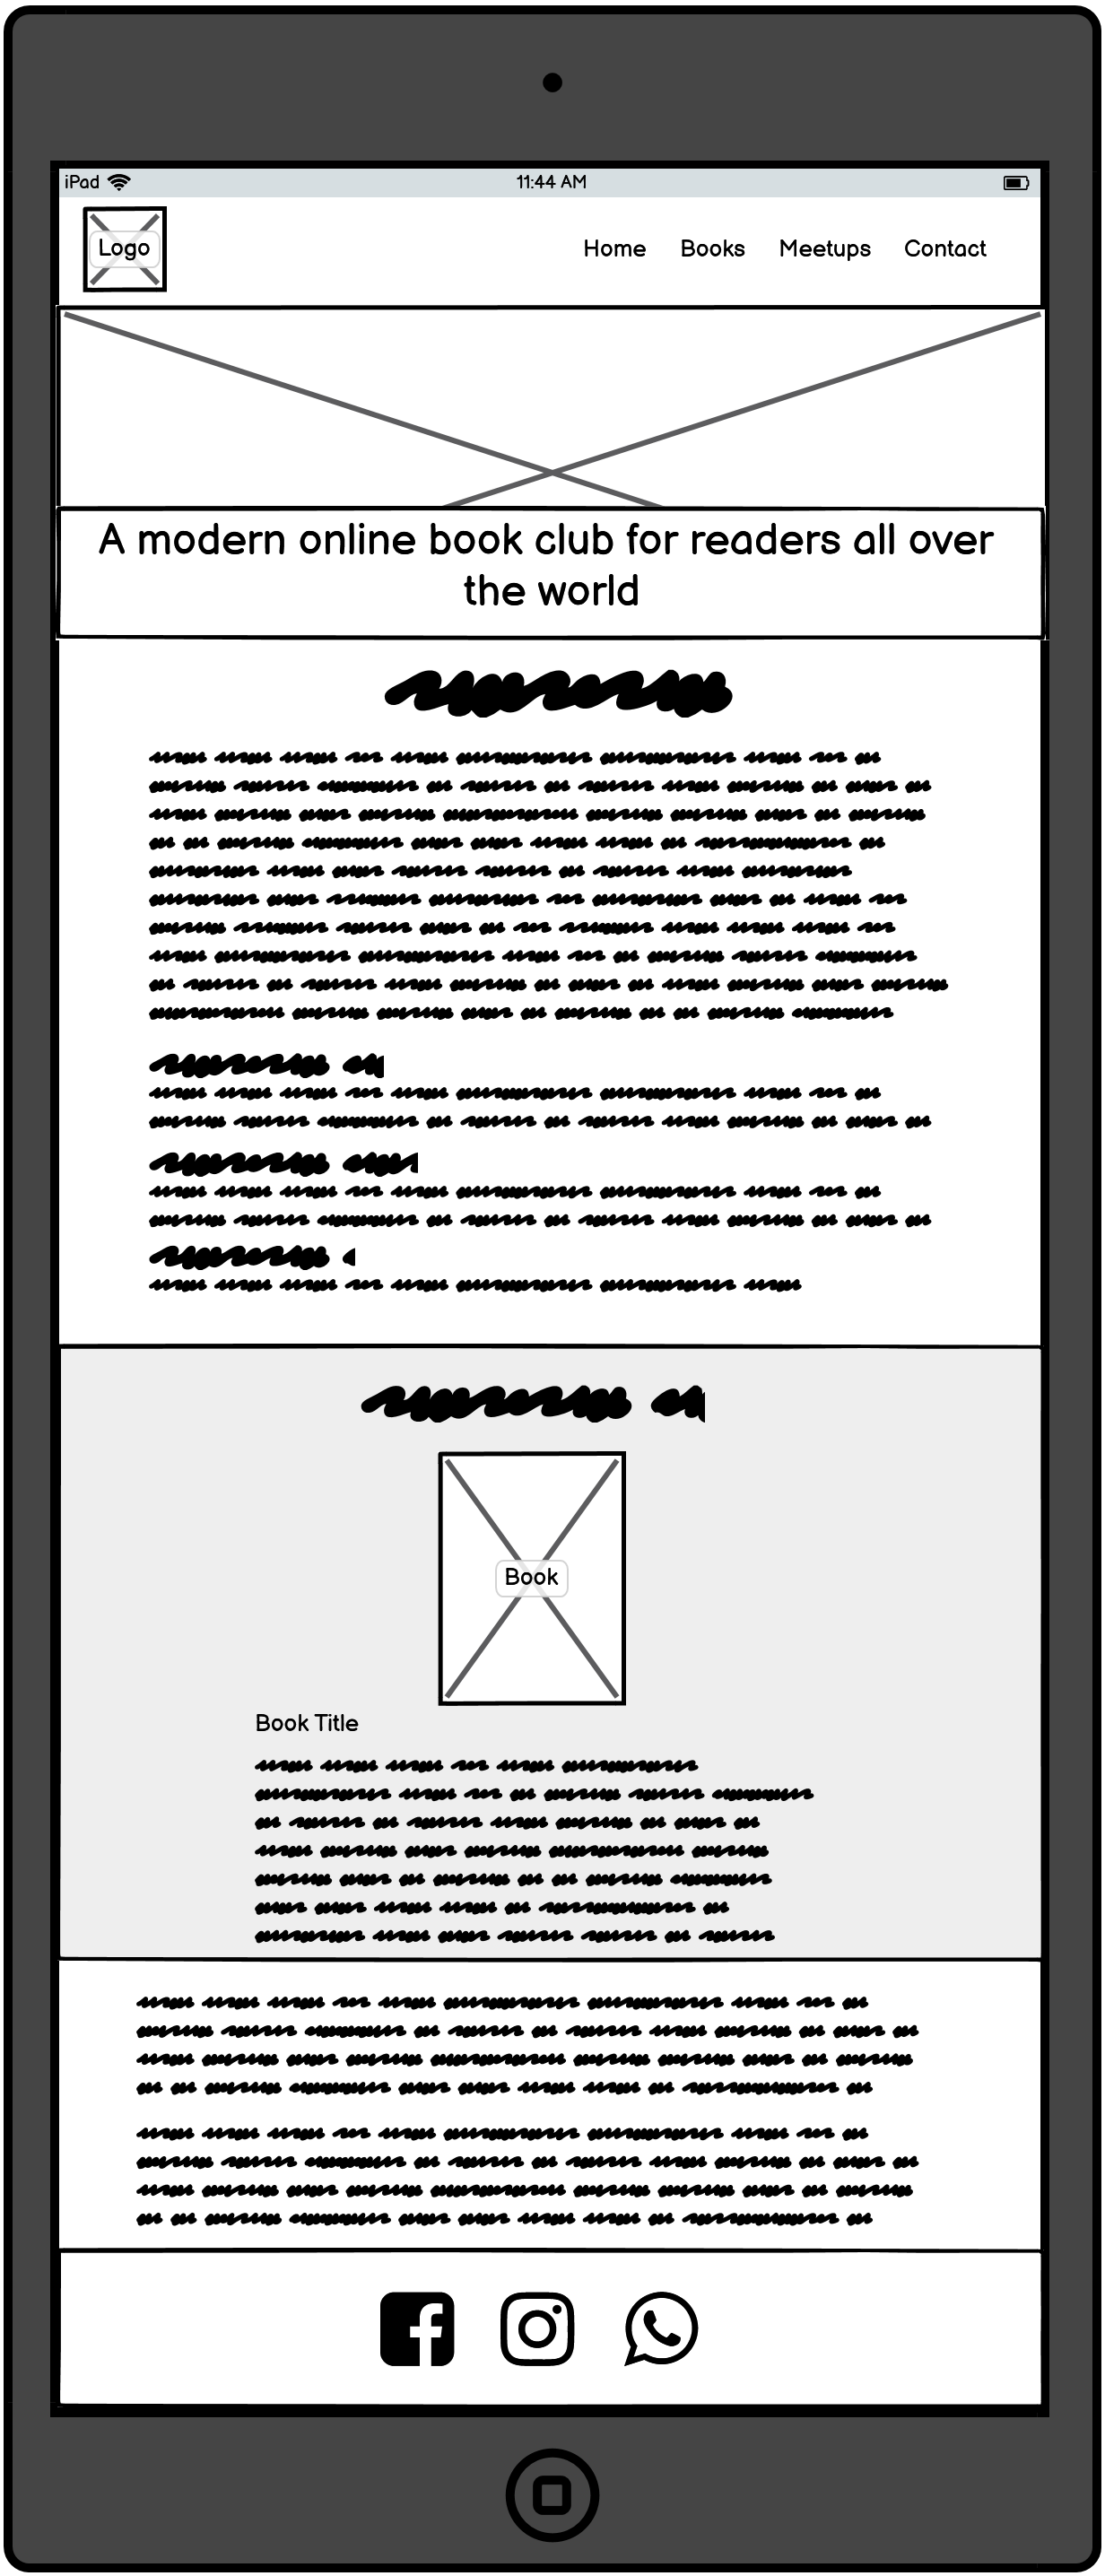 iPad
11:44 AM
Logo
Home Books Meetups Contact
A modern online book club for readers all over
the world
Book
Book Title